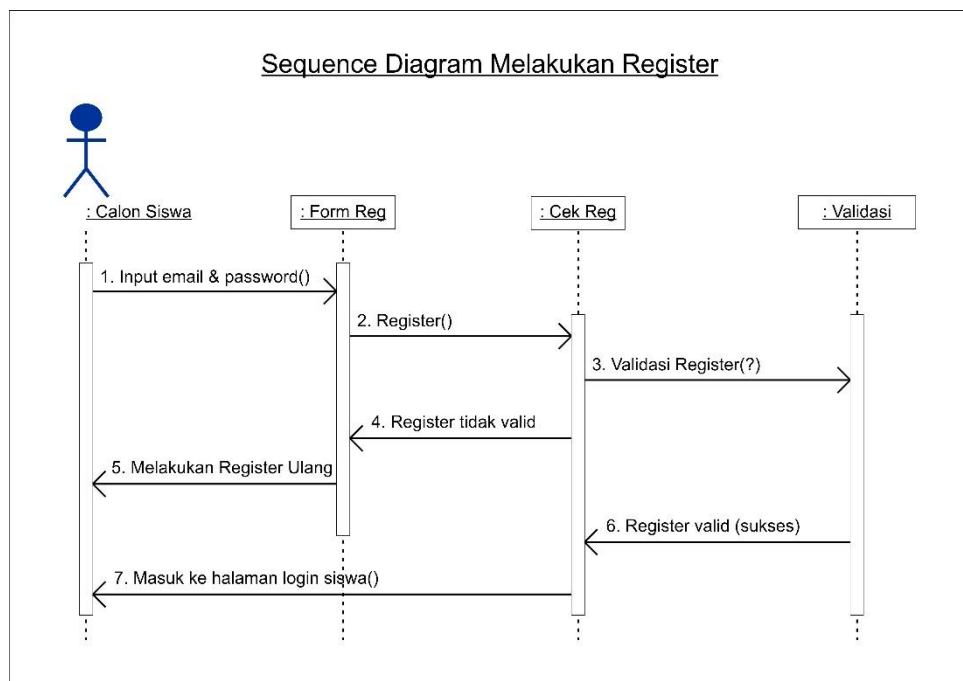 Sequence Diagram Melakukan Register
: Calon Siswa
: Form Reg
: Cek Reg
: Validasi
1. Input email & password()
2. Register()
3. Validasi Register(?)
4. Register tidak valid
5. Melakukan Register Ulang
6. Register valid (sukses)
7. Masuk ke halaman login siswa()